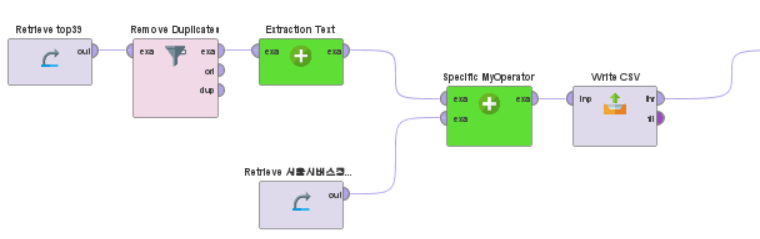 Retrieve top39
out
Remove Duplicates
exa
exa
ori
dup
Extraction Text
exa
exa
Specific MyOperator
exa
exa
exa
Write CSV
inp
thr
fil
Retrieve
out